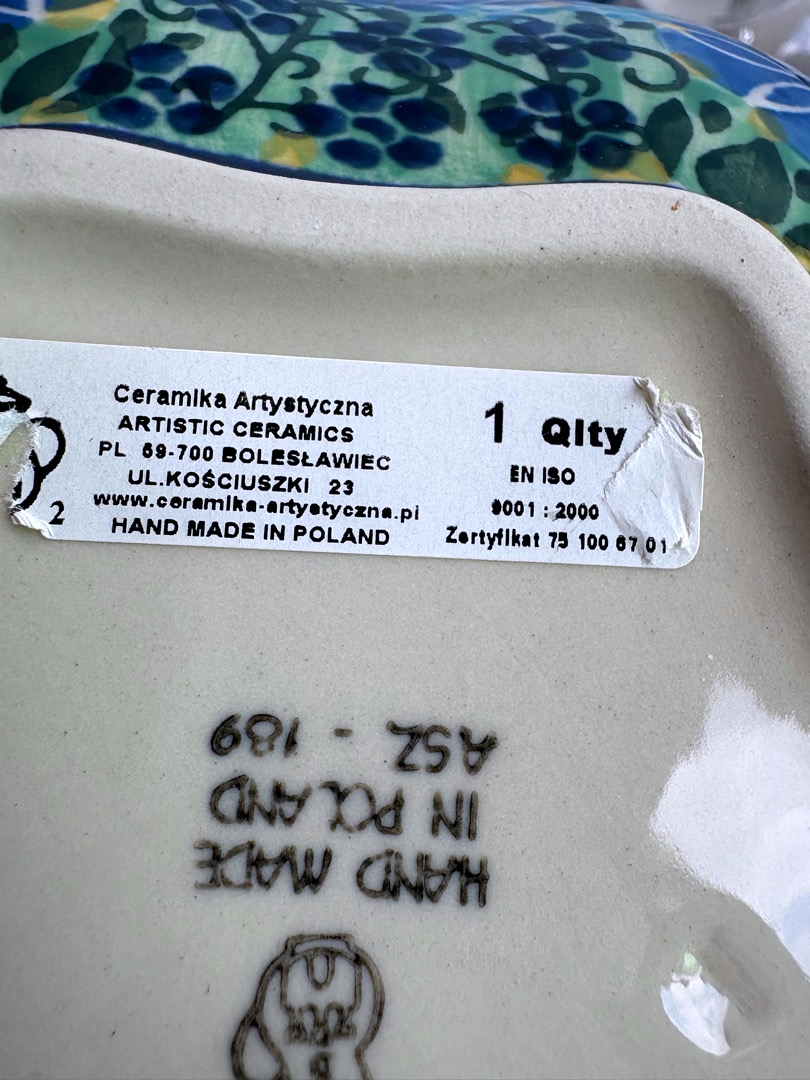 Ceramika Artystyczna
ARTISTIC CERAMICS
PL 59-700 BOLESŁAWIEC
UL.KOŚCIUSZKI 23
www.ceramika-artystyczna.pl
HAND MADE IN POLAND
2
1 Qlty
EN ISO
9001 : 2000
Zertyfikat 75 100 67 01
HAND MADE
IN POLAND
ASZ - 189